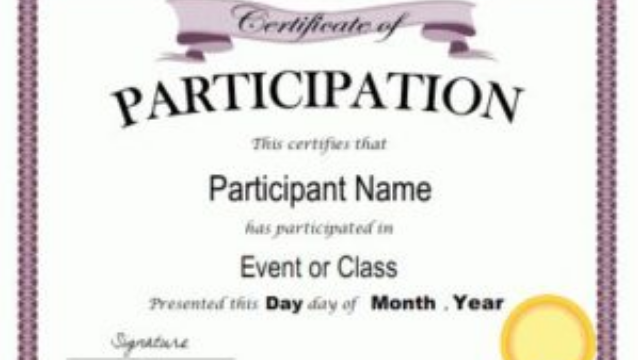 Certificate of
PARTICIPATION
This certifies that
Participant Name
has participated in
Event or Class
Presented this Day day of Month , Year
Signature